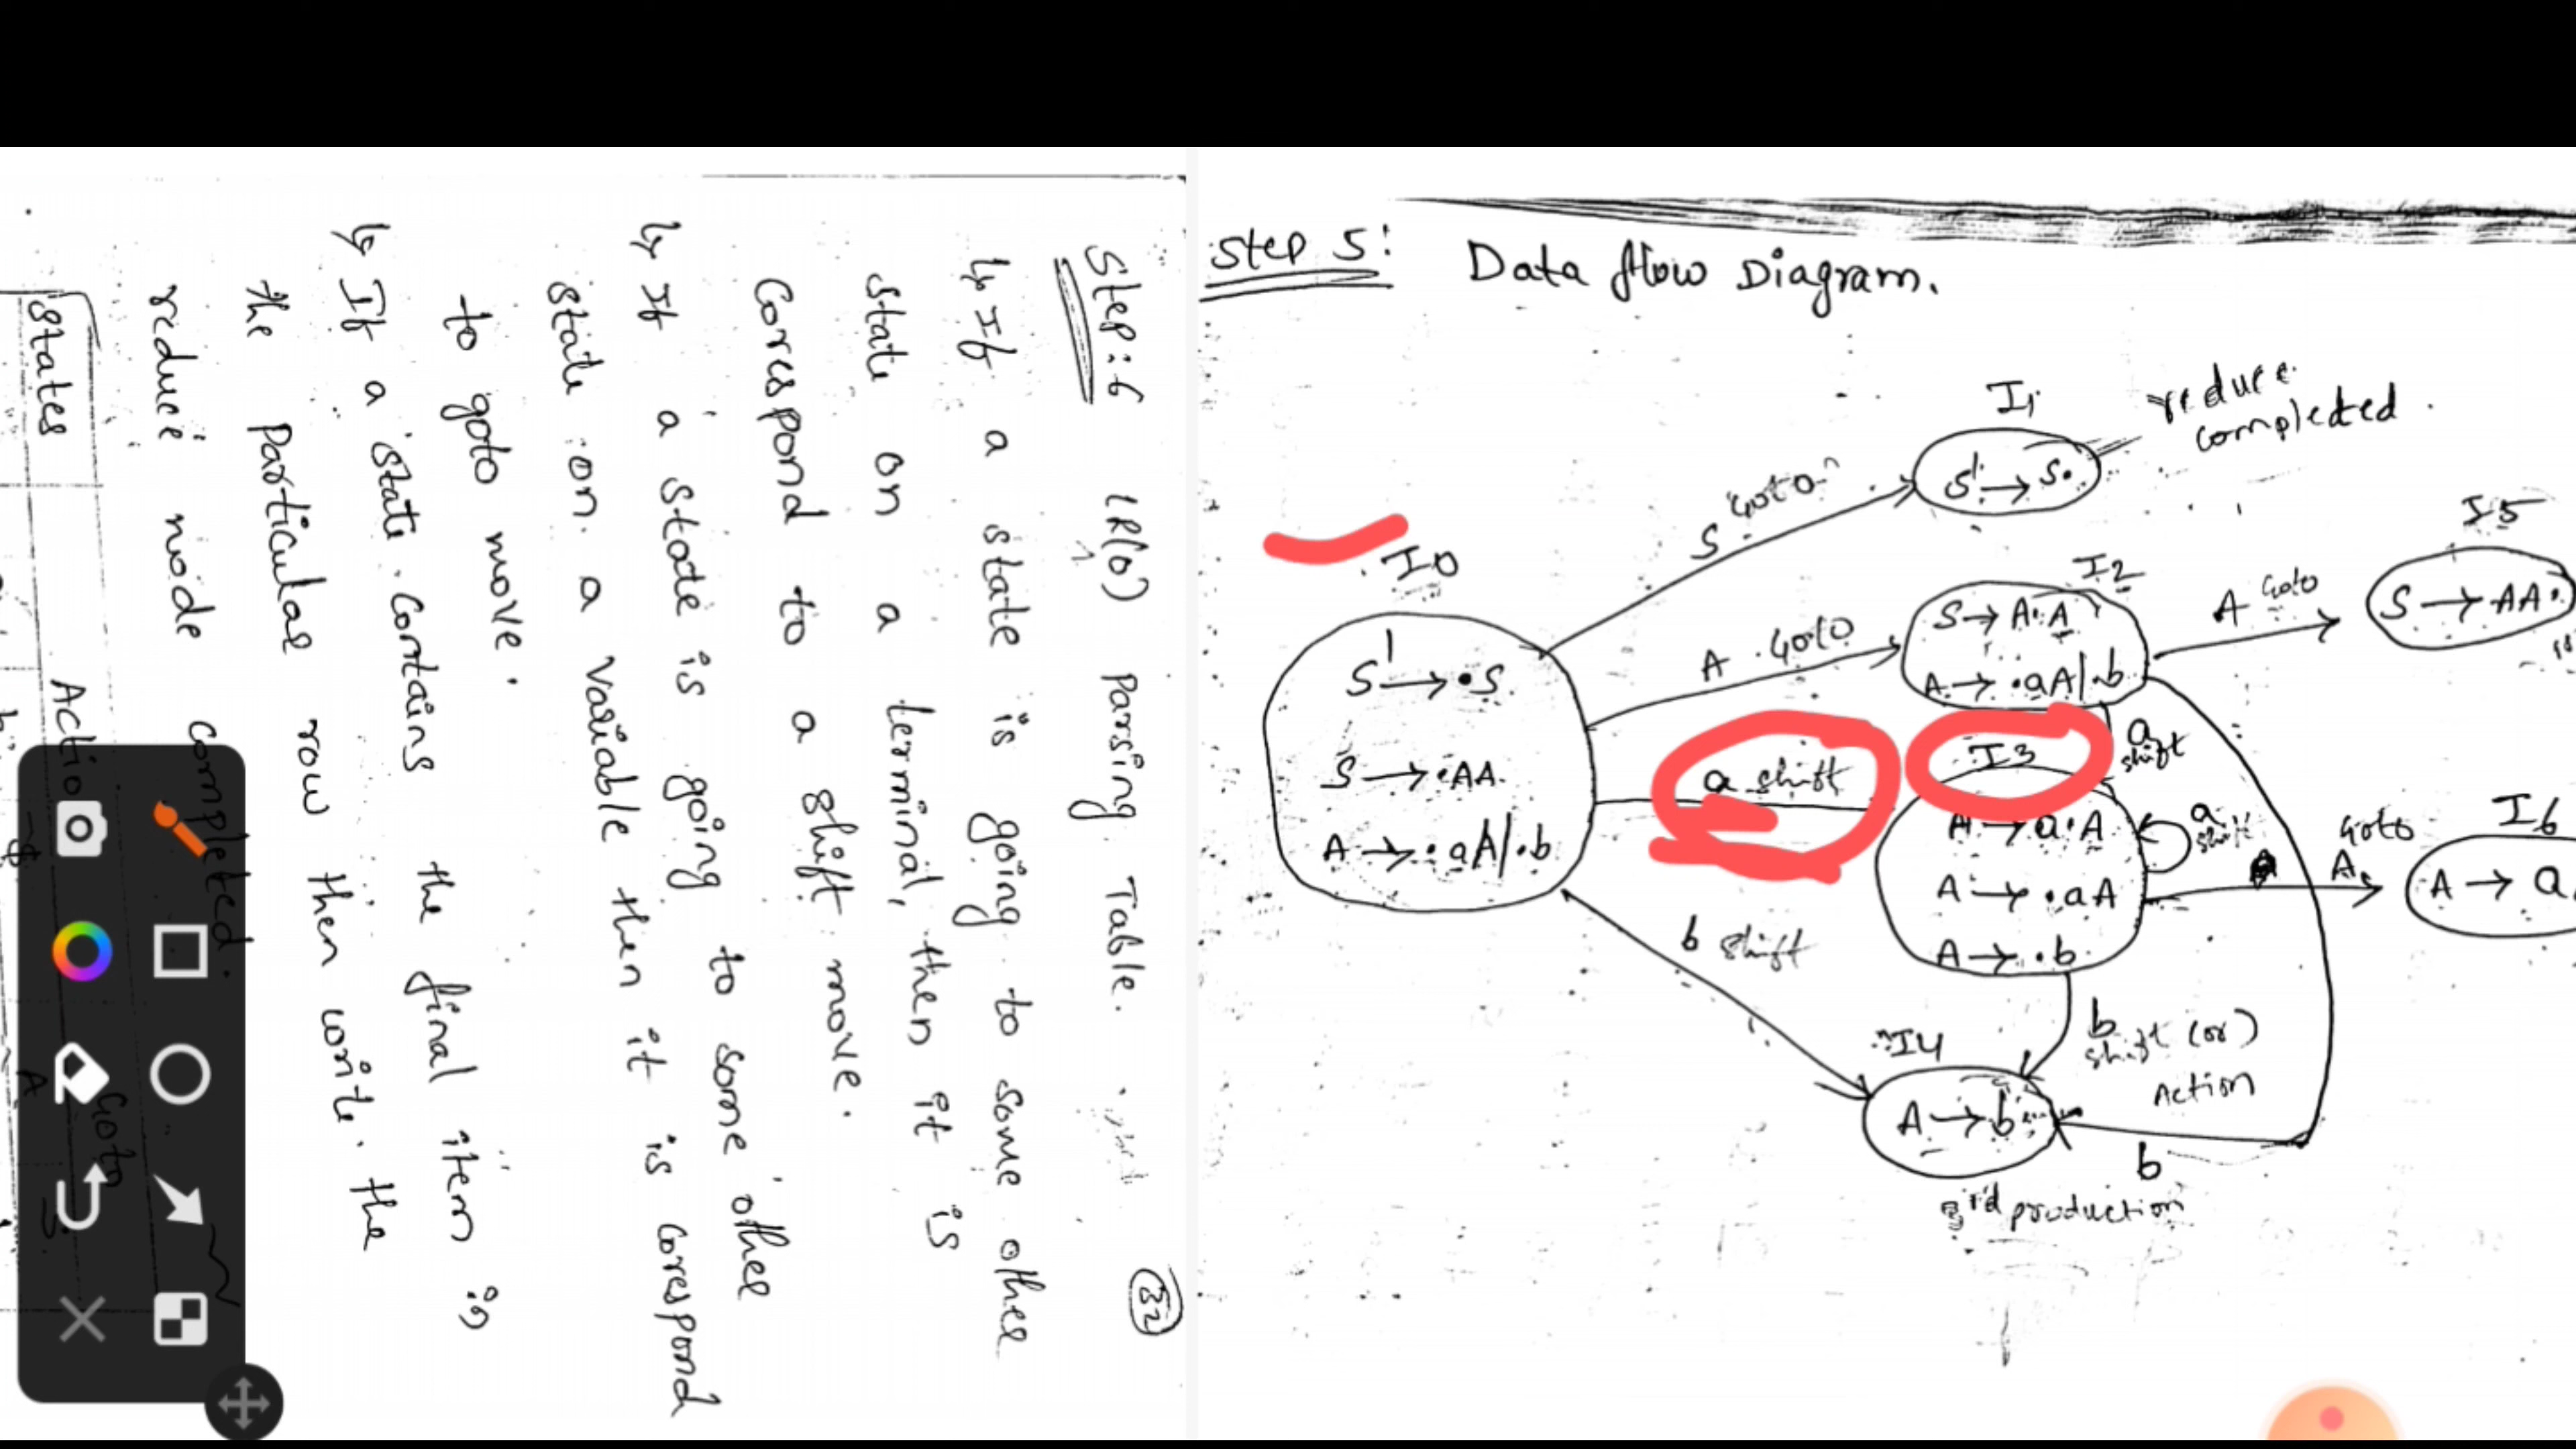 Step:6 LR(0) Parsing Table.
↳ If a state is going to some other
state on a terminal, then it is
Correspond to a shift move.
↳ If a state is going to some other
state on a variable then it is correspond
to goto move.
↳ If a state contains the final item in
the particular row then write the
reduce node completed.
States Action Goto
A
32
Step 5: Data flow Diagram.
I1
reduce
completed.
S' → S.
S Goto
I0
S' → •S
S → •AA
A → •aA|•b
A Goto
I2
S → A•A
A → •aA|•b
A Goto
I5
S → AA•
a shift
a
shift
I3
A → a•A
A → •aA
A → •b
a
shift
Goto
A
I6
A → a
b shift
b
shift (or)
Action
I4
A → b
b
3rd production